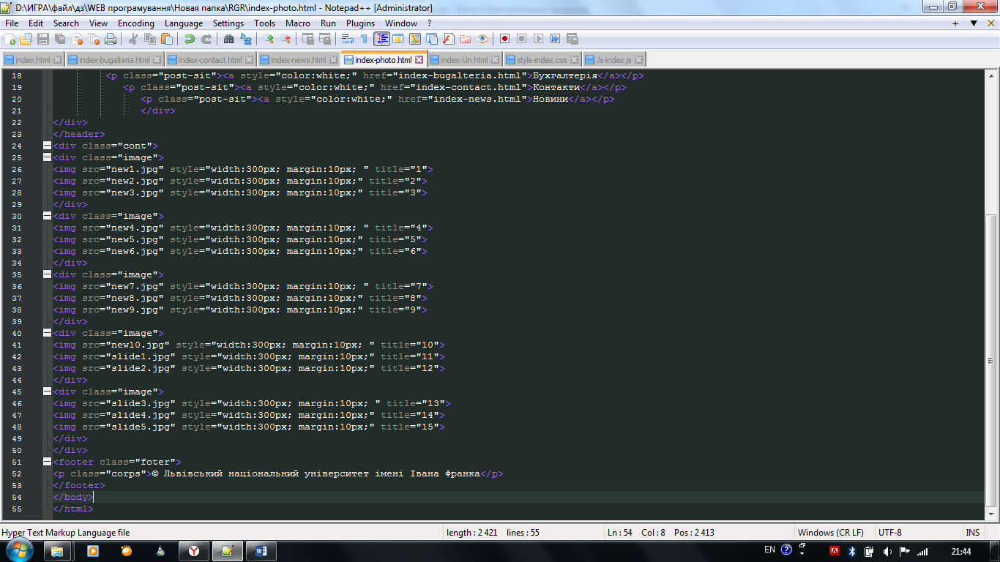 D:\ИГРА\файл\дз\WEB програмування\Новая папка\RGR\index-photo.html - Notepad++ [Administrator]
File Edit Search View Encoding Language Settings Tools Macro Run Plugins Window ?
+ ▼ X
index.html index-bugalteria.html index-contact.html index-news.html index-photo.html index-Un.html style-index.css Js-index.js
18 <p class="post-sit"><a style="color:white;" href="index-bugalteria.html">Бухгалтерія</a></p>
19 <p class="post-sit"><a style="color:white;" href="index-contact.html">Контакти</a></p>
20 <p class="post-sit"><a style="color:white;" href="index-news.html">Новини</a></p>
21 </div>
22 </div>
23 </header>
24 <div class="cont">
25 <div class="image">
26 <img src="new1.jpg" style="width:300px; margin:10px; " title="1">
27 <img src="new2.jpg" style="width:300px; margin:10px;" title="2">
28 <img src="new3.jpg" style="width:300px; margin:10px;" title="3">
29 </div>
30 <div class="image">
31 <img src="new4.jpg" style="width:300px; margin:10px; " title="4">
32 <img src="new5.jpg" style="width:300px; margin:10px;" title="5">
33 <img src="new6.jpg" style="width:300px; margin:10px;" title="6">
34 </div>
35 <div class="image">
36 <img src="new7.jpg" style="width:300px; margin:10px; " title="7">
37 <img src="new8.jpg" style="width:300px; margin:10px;" title="8">
38 <img src="new9.jpg" style="width:300px; margin:10px;" title="9">
39 </div>
40 <div class="image">
41 <img src="new10.jpg" style="width:300px; margin:10px; " title="10">
42 <img src="slide1.jpg" style="width:300px; margin:10px;" title="11">
43 <img src="slide2.jpg" style="width:300px; margin:10px;" title="12">
44 </div>
45 <div class="image">
46 <img src="slide3.jpg" style="width:300px; margin:10px; " title="13">
47 <img src="slide4.jpg" style="width:300px; margin:10px;" title="14">
48 <img src="slide5.jpg" style="width:300px; margin:10px;" title="15">
49 </div>
50 </div>
51 <footer class="foter">
52 <p class="corps">© Львівський національний університет імені Івана Франка</p>
53 </footer>
54 </body>
55 </html>
Hyper Text Markup Language file length : 2 421 lines : 55 Ln : 54 Col : 8 Pos : 2 413 Windows (CR LF) UTF-8 INS
EN 21:44